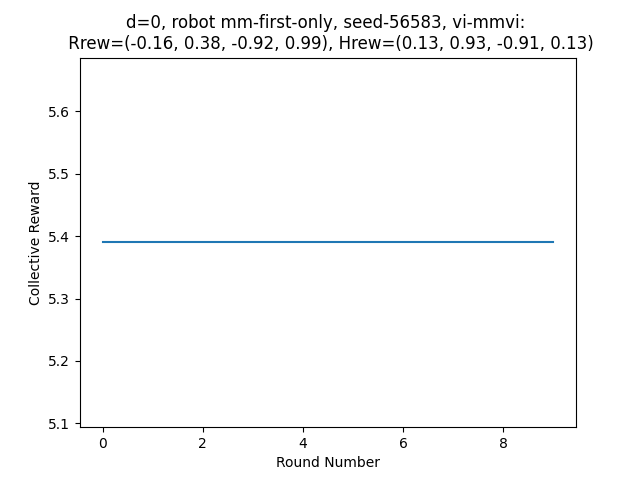 d=0, robot mm-first-only, seed-56583, vi-mmvi:
Rrew=(-0.16, 0.38, -0.92, 0.99), Hrew=(0.13, 0.93, -0.91, 0.13)
5.6
5.5
5.4
5.3
5.2
5.1
Collective Reward
0 2 4 6 8
Round Number